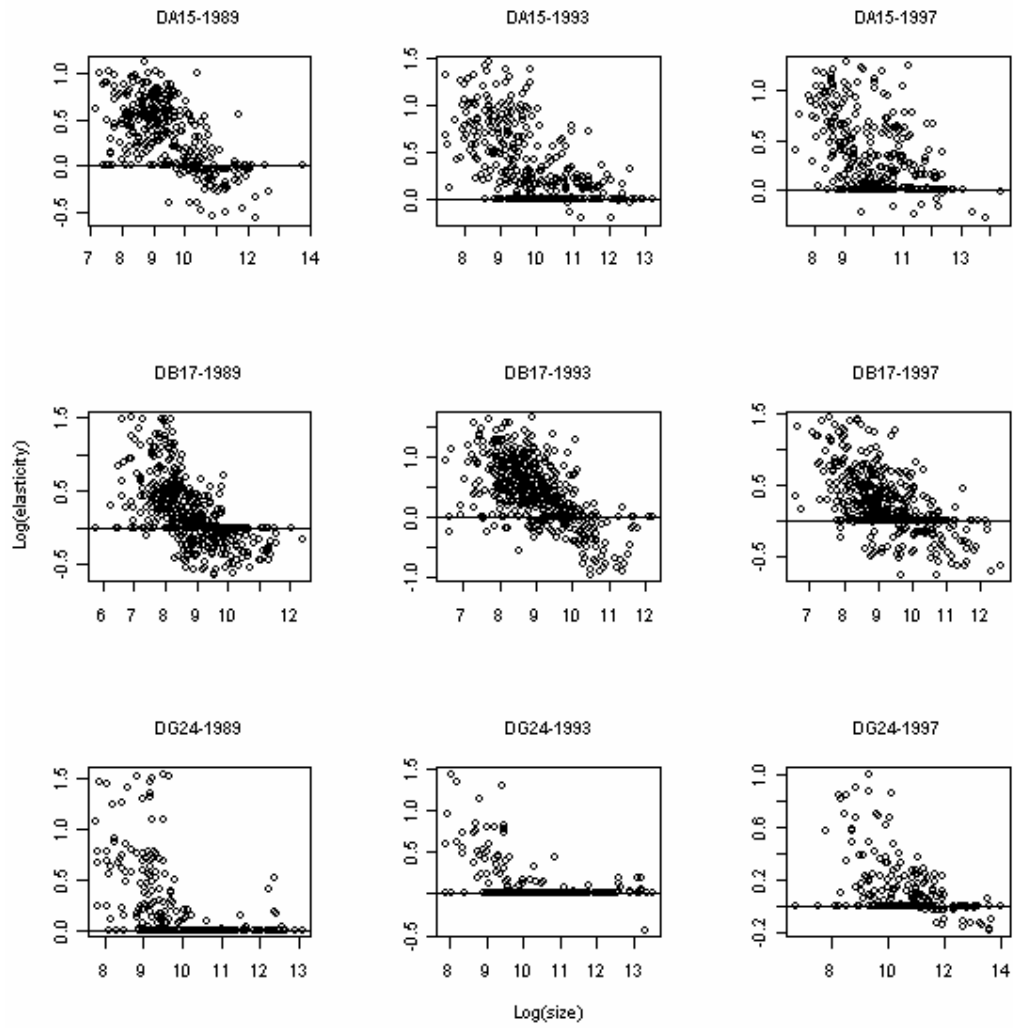 DA15-1989 DA15-1993 DA15-1997
1.0 0.5 0.0 -0.5
7 8 9 10 12 14
1.5 1.0 0.5 0.0
8 9 10 11 12 13
1.0 0.5 0.0
8 9 11 13
DB17-1989 DB17-1993 DB17-1997
Log(elasticity)
1.5 0.5 -0.5
6 7 8 9 10 12
1.0 0.0 -1.0
7 8 9 10 11 12
1.5 0.5 -0.5
7 8 9 10 11 12
DG24-1989 DG24-1993 DG24-1997
1.5 1.0 0.5 0.0
8 9 10 11 12 13
1.5 1.0 0.5 -0.5
8 9 10 11 12 13
1.0 0.6 0.2 -0.2
8 10 12 14
Log(size)